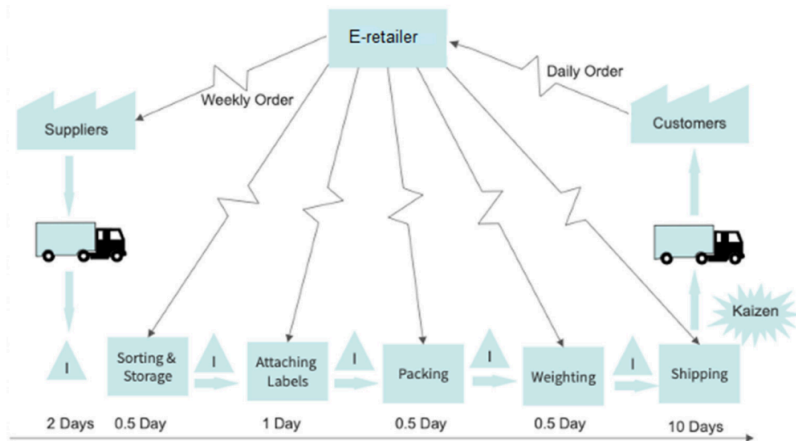 E-retailer
Weekly Order
Daily Order
Suppliers
Customers
Kaizen
I
Sorting &
Storage
I
Attaching
Labels
I
Packing
I
Weighting
I
Shipping
2 Days
0.5 Day
1 Day
0.5 Day
0.5 Day
10 Days